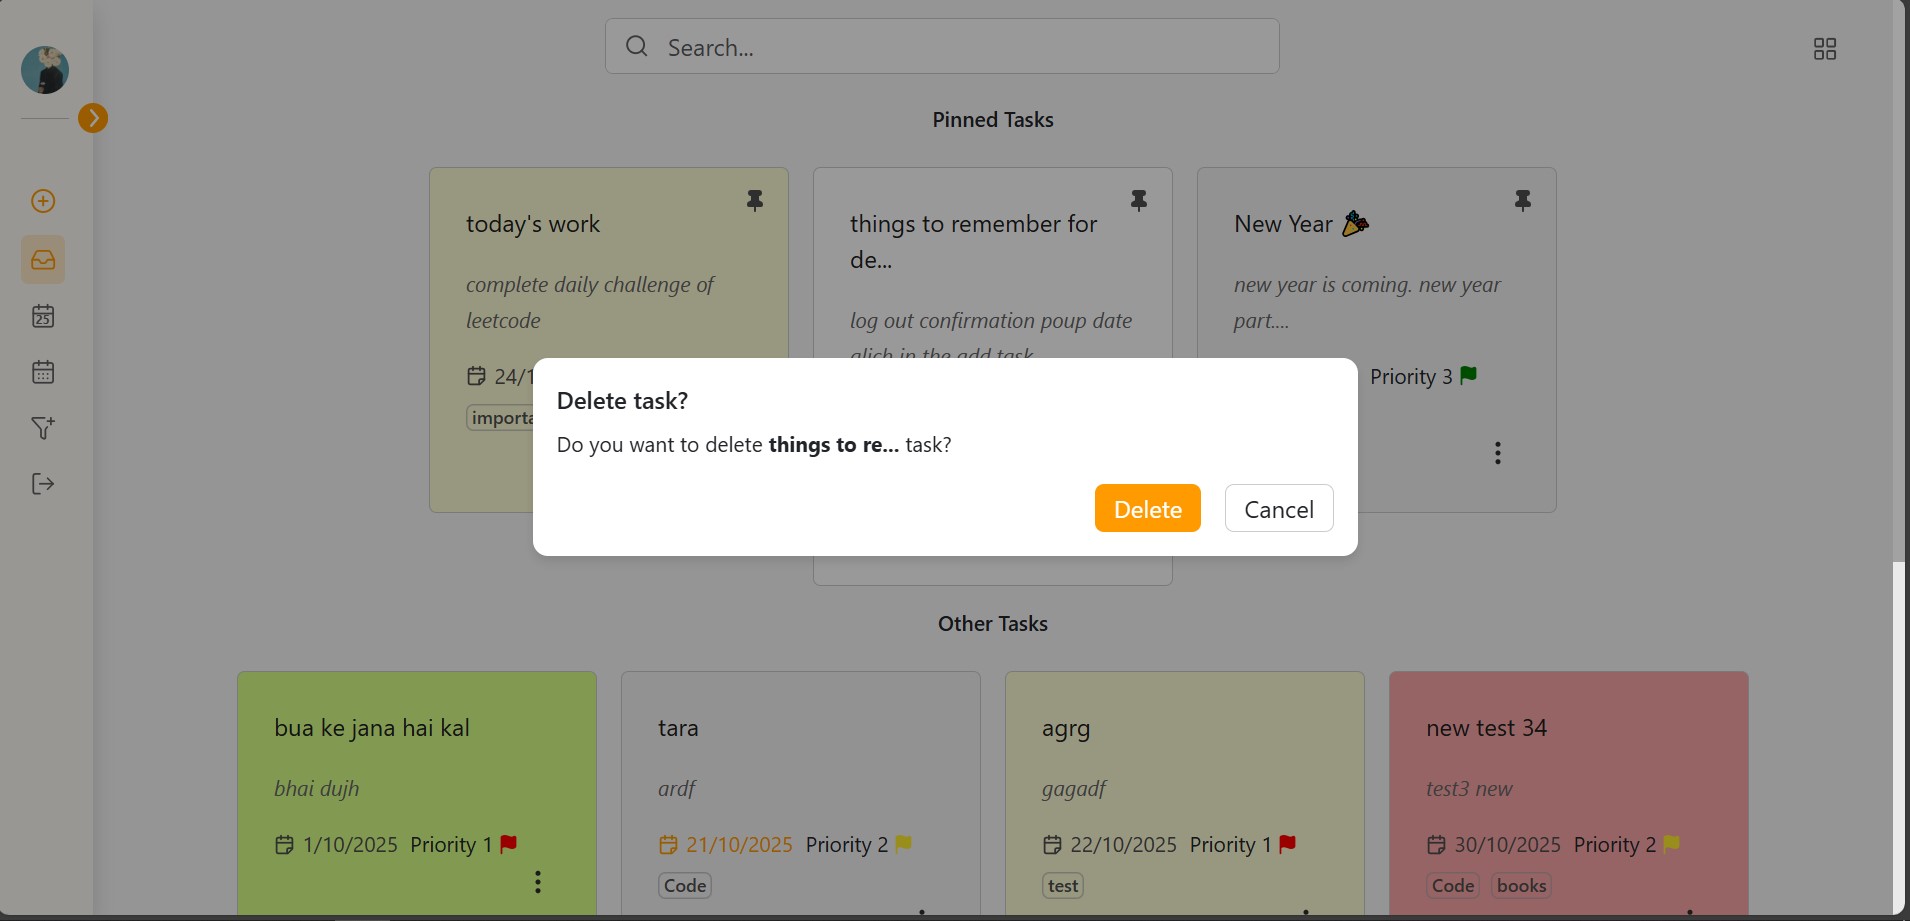 Search...
Pinned Tasks
today's work
complete daily challenge of
leetcode
24/1
importa
things to remember for
de...
log out confirmation poup date
glich in the add task
New Year
new year is coming. new year
part....
Priority 3
Delete task?
Do you want to delete things to re... task?
Delete
Cancel
25
Other Tasks
bua ke jana hai kal
bhai dujh
1/10/2025 Priority 1
tara
ardf
21/10/2025 Priority 2
Code
agrg
gagadf
22/10/2025 Priority 1
test
new test 34
test3 new
30/10/2025 Priority 2
Code books